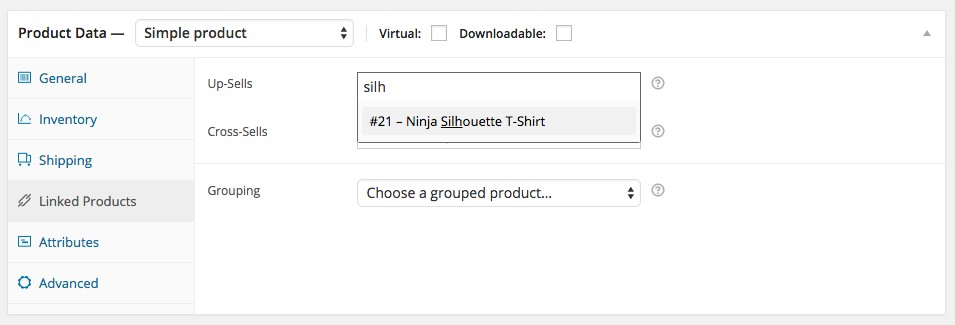 Product Data — Simple product Virtual: Downloadable:
General
Inventory
Shipping
Linked Products
Attributes
Advanced
Up-Sells silh
#21 – Ninja Silhouette T-Shirt
Cross-Sells
Grouping Choose a grouped product...